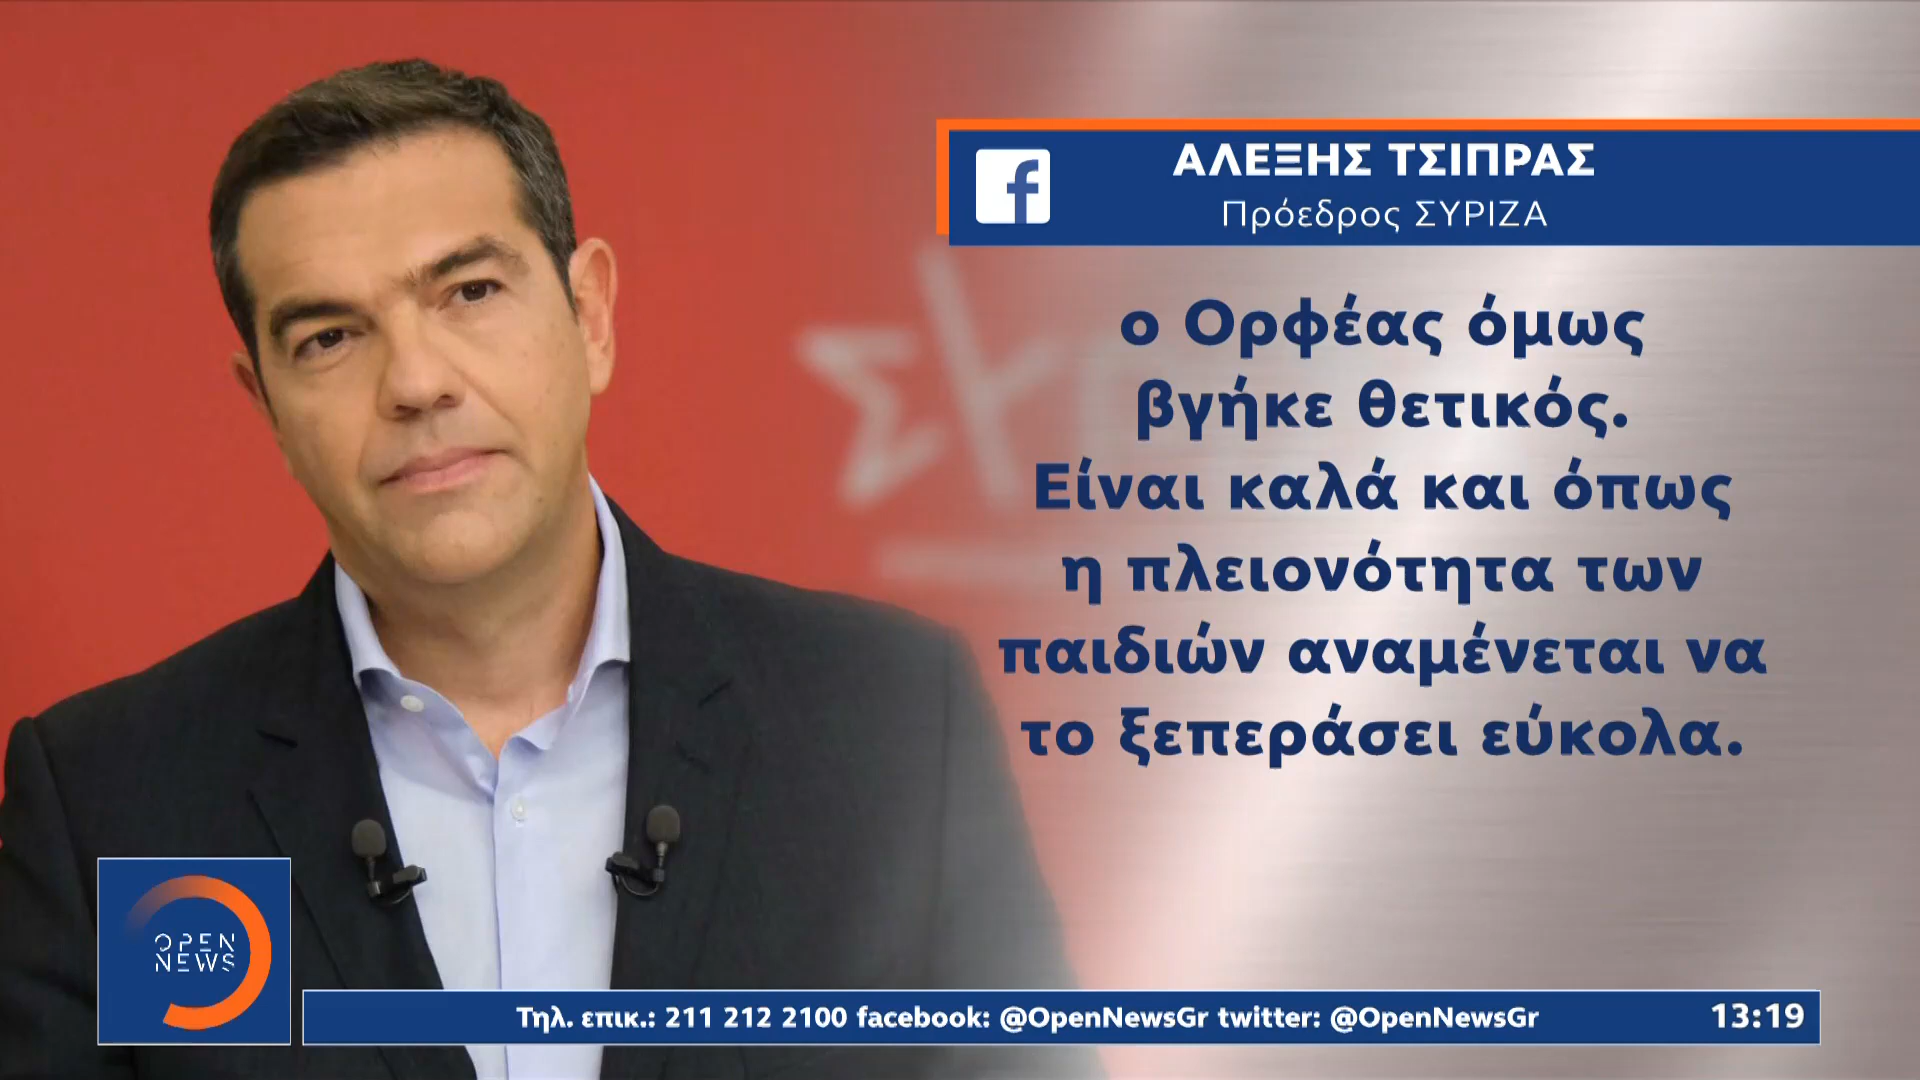 ΑΛΕΞΗΣ ΤΣΙΠΡΑΣ
Πρόεδρος ΣΥΡΙΖΑ
ο Ορφέας όμως
βγήκε θετικός.
Είναι καλά και όπως
η πλειονότητα των
παιδιών αναμένεται να
το ξεπεράσει εύκολα.
OPEN
NEWS
Τηλ. επικ.: 211 212 2100 facebook: @OpenNewsGr twitter: @OpenNewsGr
13:19